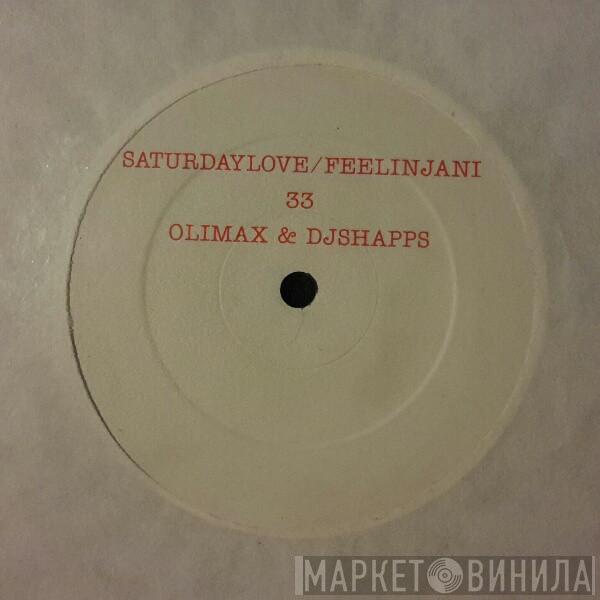 SATURDAYLOVE/FEELINJANI
33
OLIMAX & DJSHAPPS
МАРКЕТ ВИНИЛА